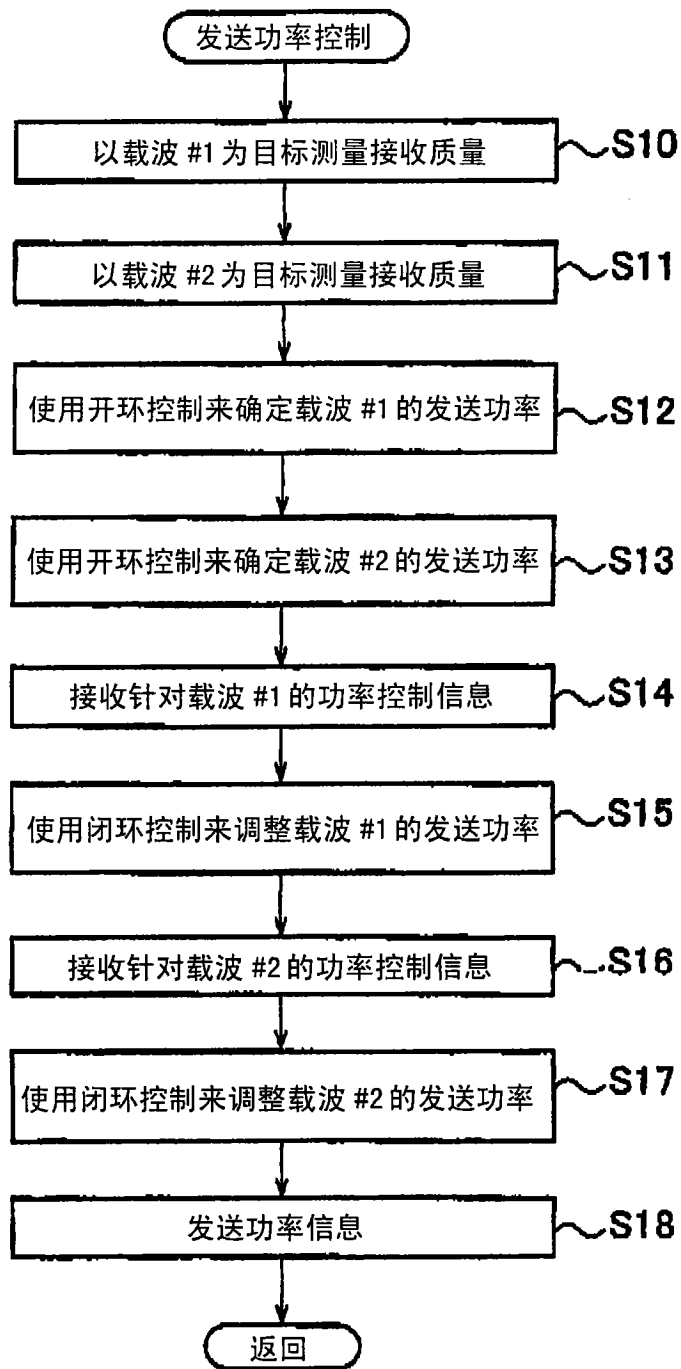 发送功率控制
以载波 #1 为目标测量接收质量
S10
以载波 #2 为目标测量接收质量
S11
使用开环控制来确定载波 #1 的发送功率
S12
使用开环控制来确定载波 #2 的发送功率
S13
接收针对载波 #1 的功率控制信息
S14
使用闭环控制来调整载波 #1 的发送功率
S15
接收针对载波 #2 的功率控制信息
S16
使用闭环控制来调整载波 #2 的发送功率
S17
发送功率信息
S18
返回